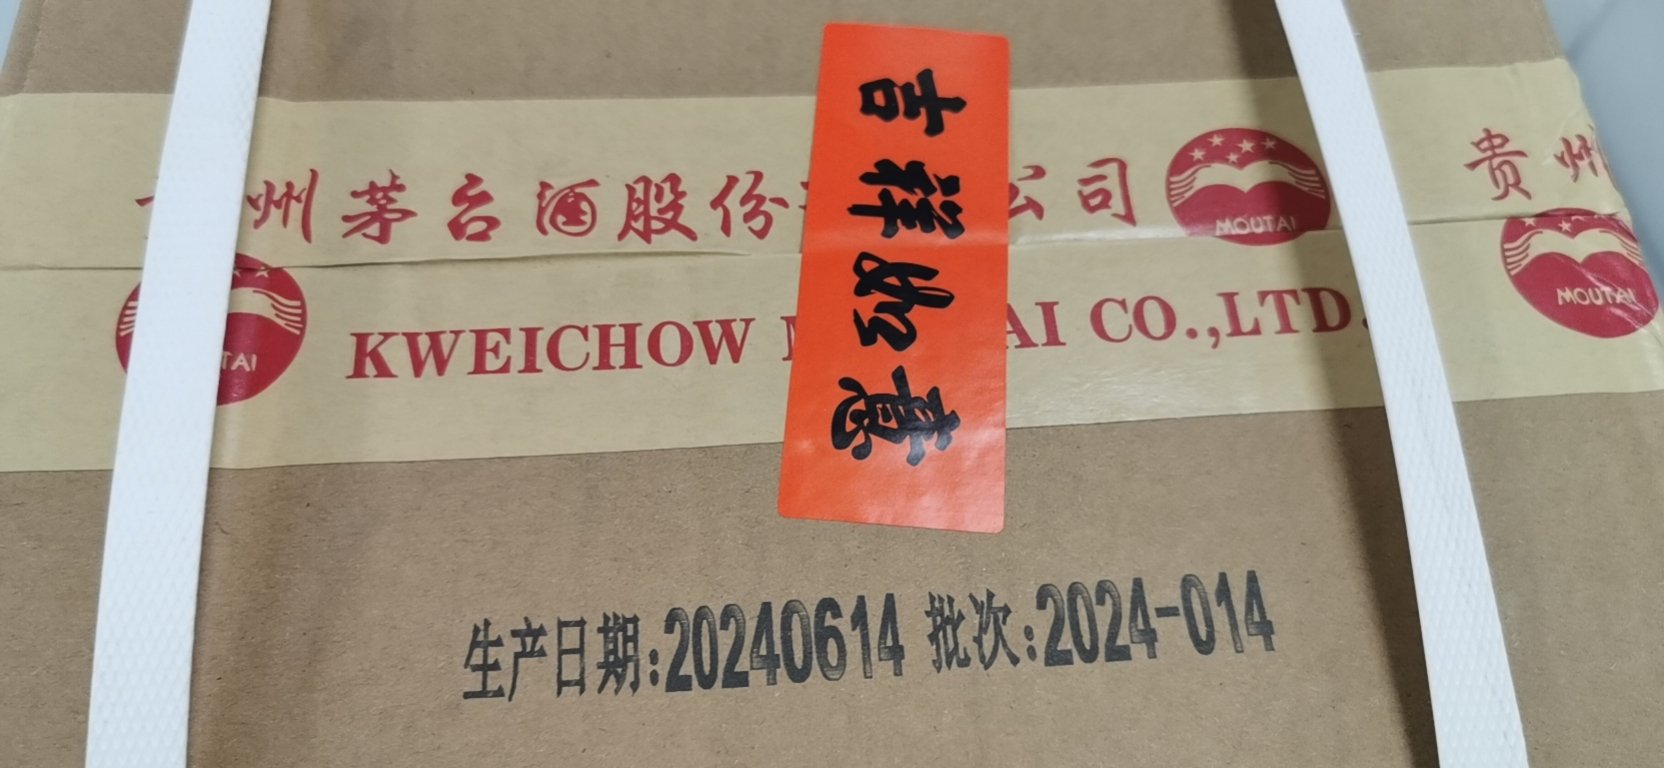 州茅台酒股份 公司 MOUTAI 贵州
TAI KWEICHOW AI CO.,LTD. MOUTAI
吉祥如意
生产日期:20240614 批次:2024-014